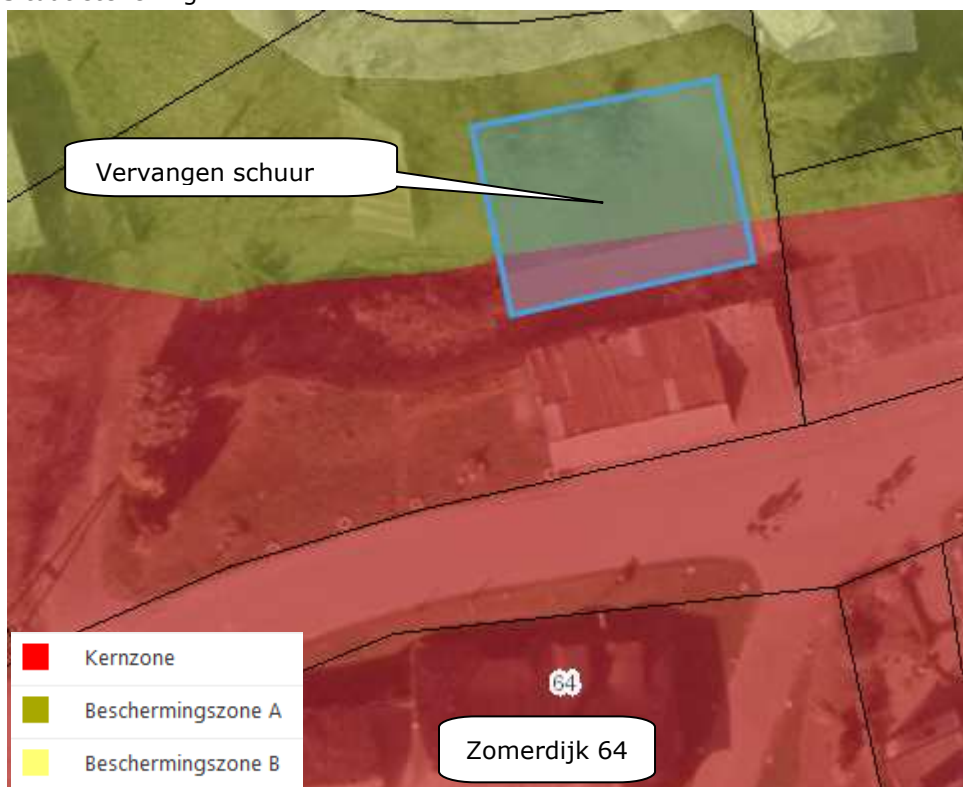 Vervangen schuur
64
Kernzone
Beschermingszone A
Beschermingszone B
Zomerdijk 64